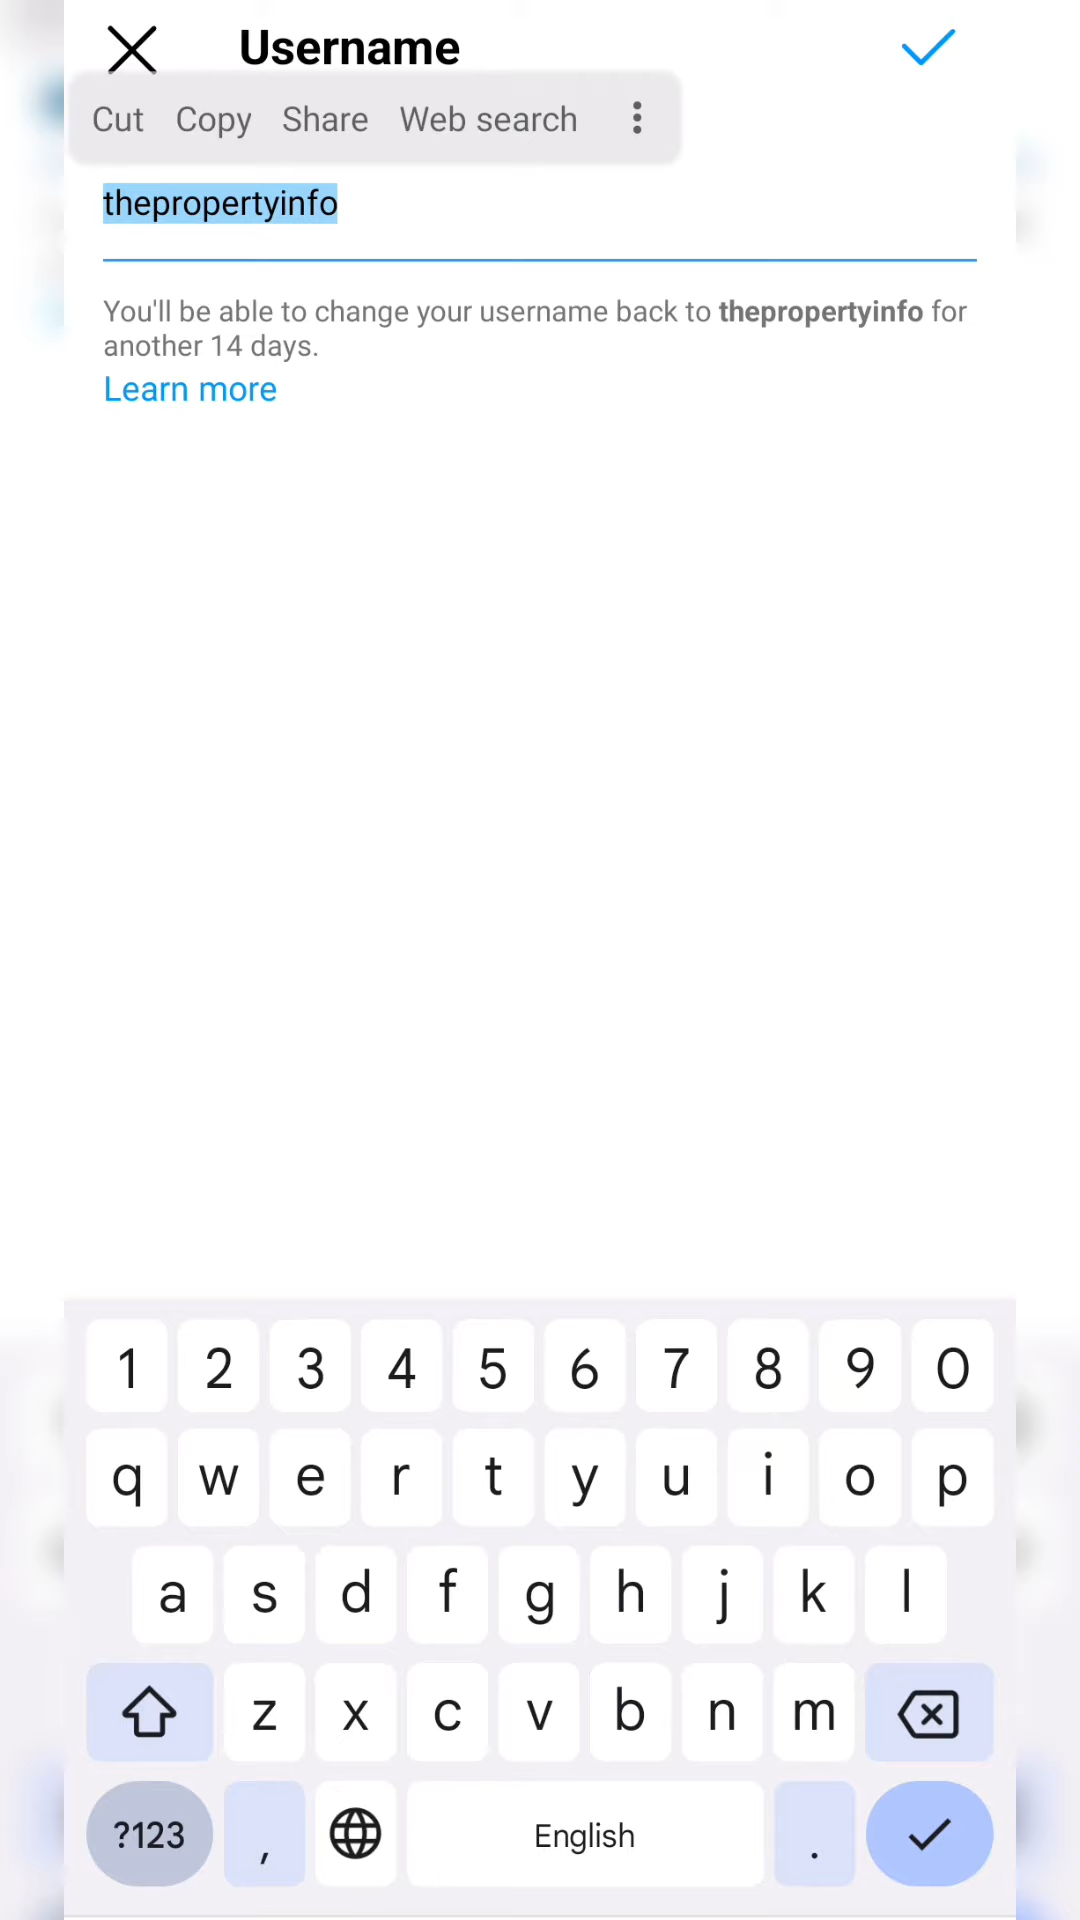 Username
Cut Copy Share Web search
thepropertyinfo
You'll be able to change your username back to thepropertyinfo for
another 14 days.
Learn more
1 2 3 4 5 6 7 8 9 0
q w e r t y u i o p
a s d f g h j k l
z x c v b n m
?123 , English .